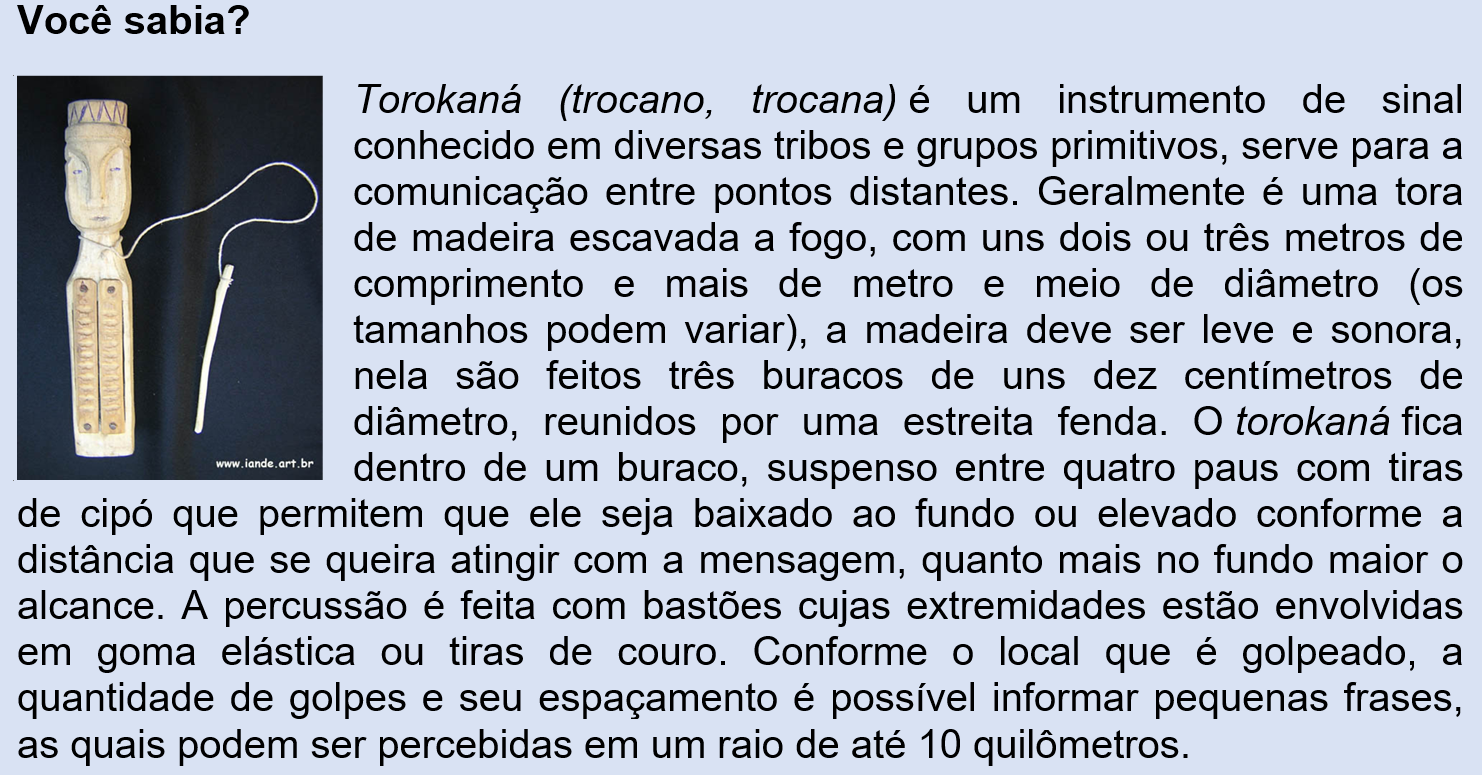 Você sabia?
Torokaná (trocano, trocana) é um instrumento de sinal
conhecido em diversas tribos e grupos primitivos, serve para a
comunicação entre pontos distantes. Geralmente é uma tora
de madeira escavada a fogo, com uns dois ou três metros de
comprimento e mais de metro e meio de diâmetro (os
tamanhos podem variar), a madeira deve ser leve e sonora,
nela são feitos três buracos de uns dez centímetros de
diâmetro, reunidos por uma estreita fenda. O torokaná fica
dentro de um buraco, suspenso entre quatro paus com tiras
www.iande.art.br
de cipó que permitem que ele seja baixado ao fundo ou elevado conforme a
distância que se queira atingir com a mensagem, quanto mais no fundo maior o
alcance. A percussão é feita com bastões cujas extremidades estão envolvidas
em goma elástica ou tiras de couro. Conforme o local que é golpeado, a
quantidade de golpes e seu espaçamento é possível informar pequenas frases,
as quais podem ser percebidas em um raio de até 10 quilômetros.